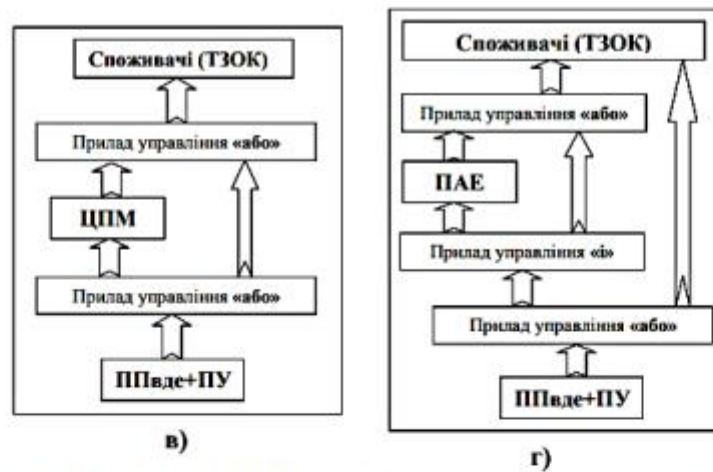 Споживачі (ТЗОК)
Прилад управління «або»
ЦПМ
Прилад управління «або»
ППвде+ПУ
в)
Споживачі (ТЗОК)
Прилад управління «або»
ПАЕ
Прилад управління «і»
Прилад управління «або»
ППвде+ПУ
г)